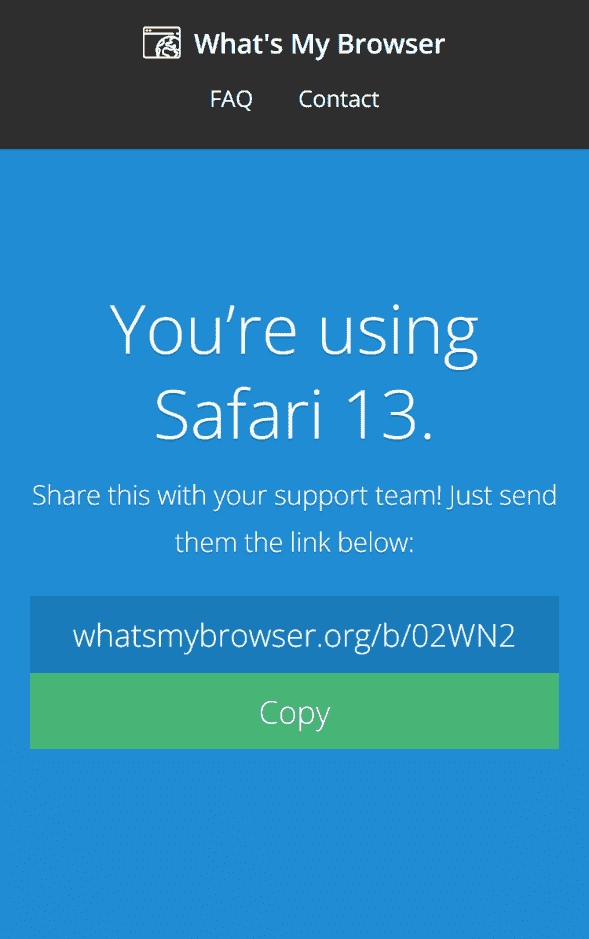 What's My Browser
FAQ Contact
You’re using
Safari 13.
Share this with your support team! Just send
them the link below:
whatsmybrowser.org/b/02WN2
Copy